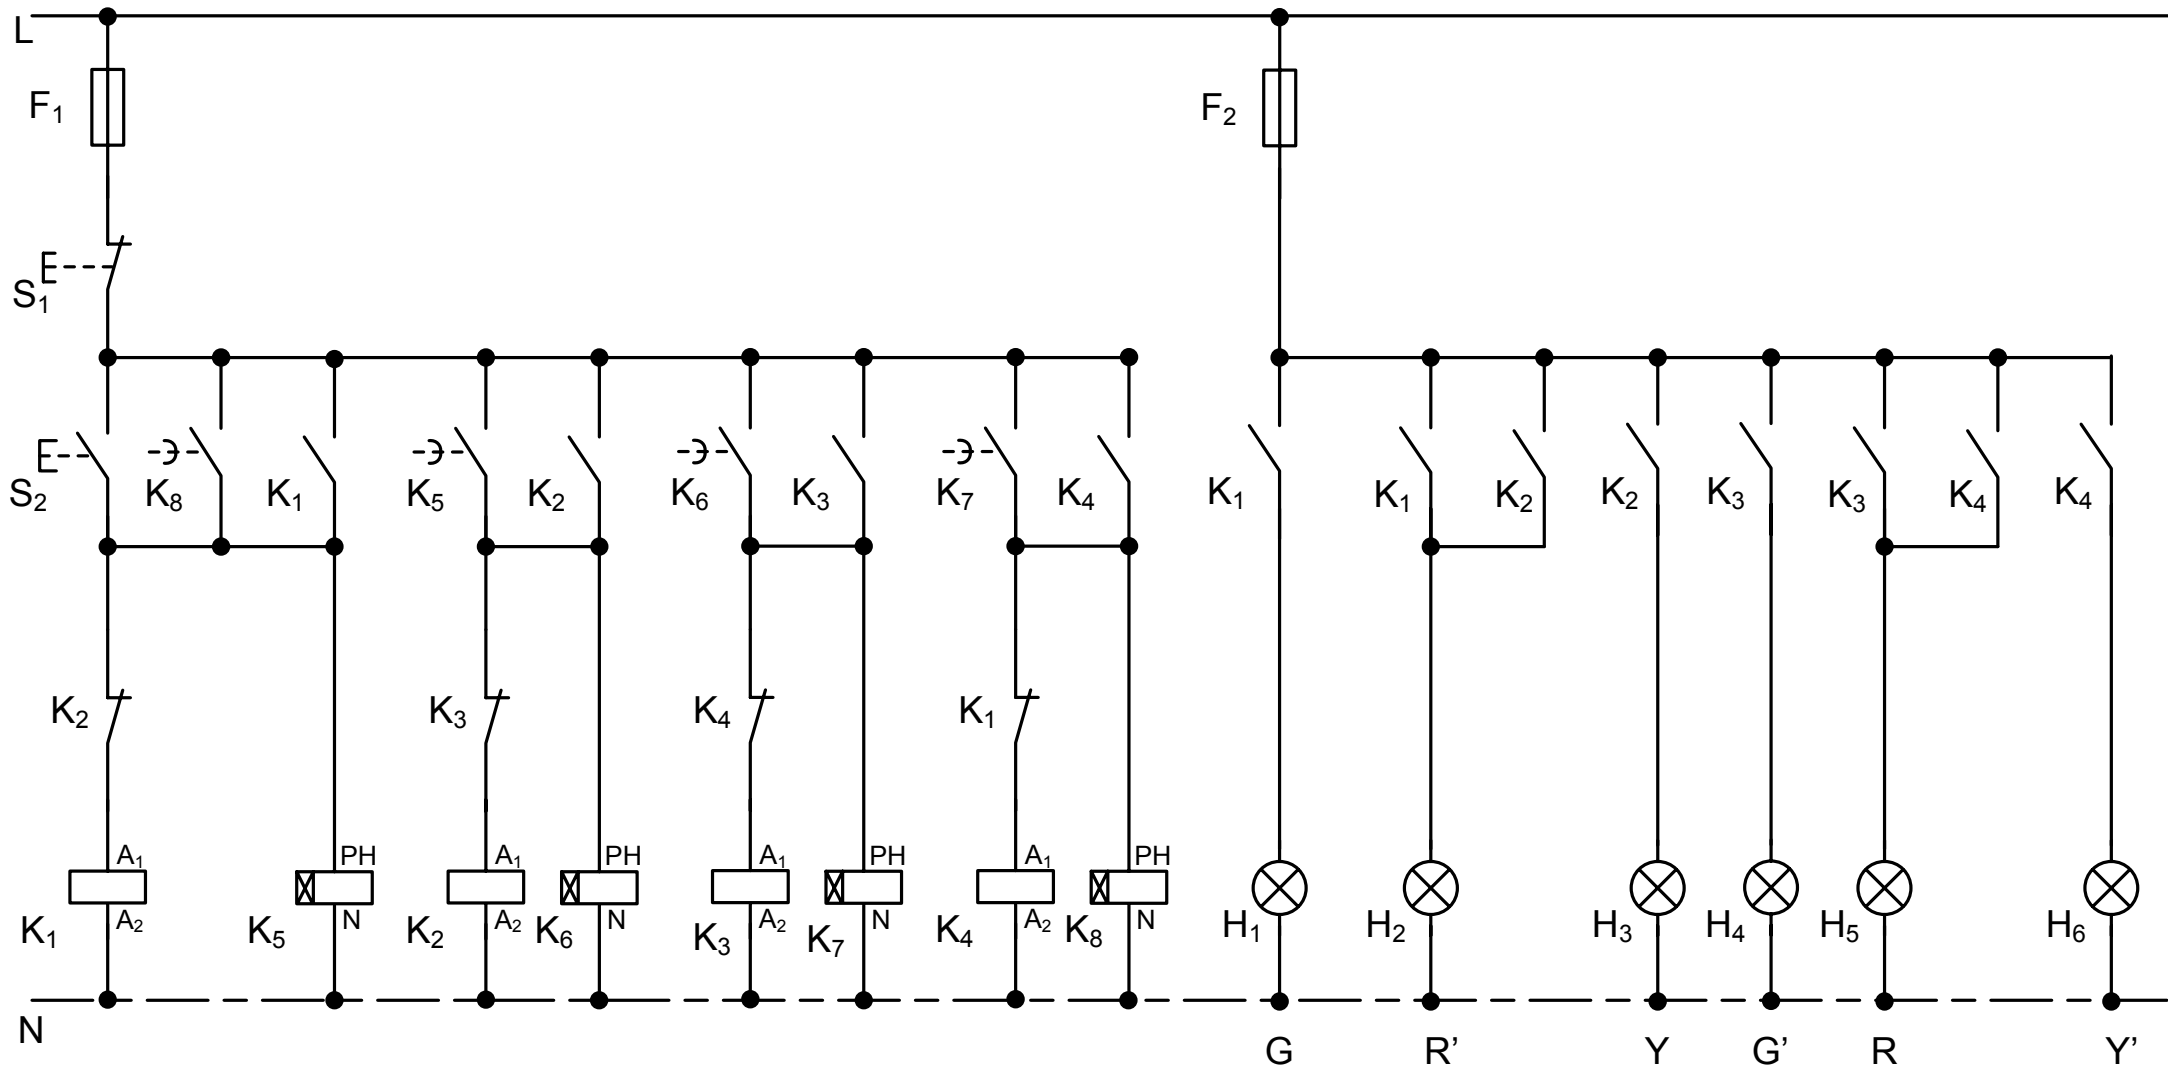 L
F₁ F₂
S₁
S₂ K₈ K₁ K₅ K₂ K₆ K₃ K₇ K₄ K₁ K₁ K₂ K₂ K₃ K₃ K₄ K₄
K₂ K₃ K₄ K₁
A₁ PH A₁ PH A₁ PH A₁ PH
A₂ N A₂ N A₂ N A₂ N
K₁ K₅ K₂ K₆ K₃ K₇ K₄ K₈ H₁ H₂ H₃ H₄ H₅ H₆
N
G R’ Y G’ R Y’